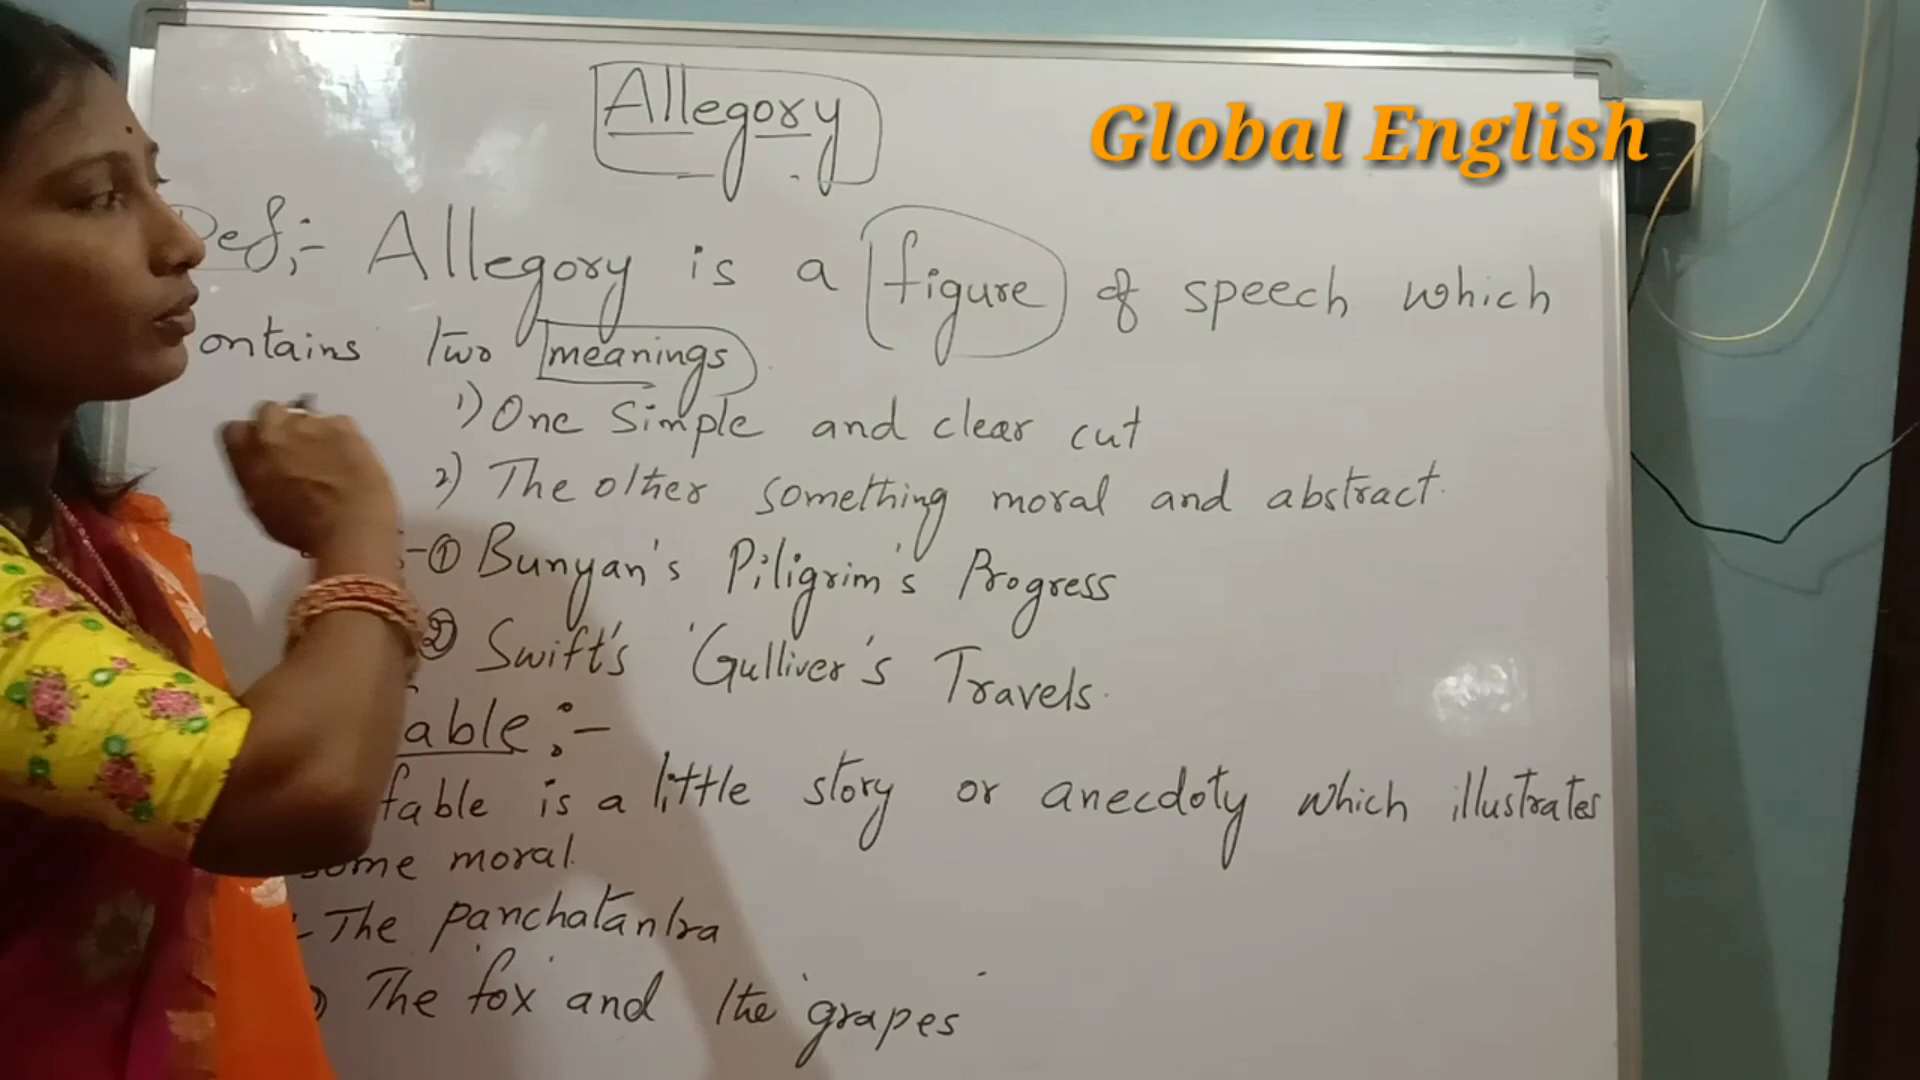 Allegory
Global English
Def:- Allegory is a figure of speech which
ontains two meanings
1) One Simple and clear cut
2) The other something moral and abstract.
① Bunyan's Piligrim's Progress
② Swift's 'Gulliver's Travels.
able :-
fable is a little story or anecdoty which illustrates
some moral.
The panchatantra
The fox and the grapes